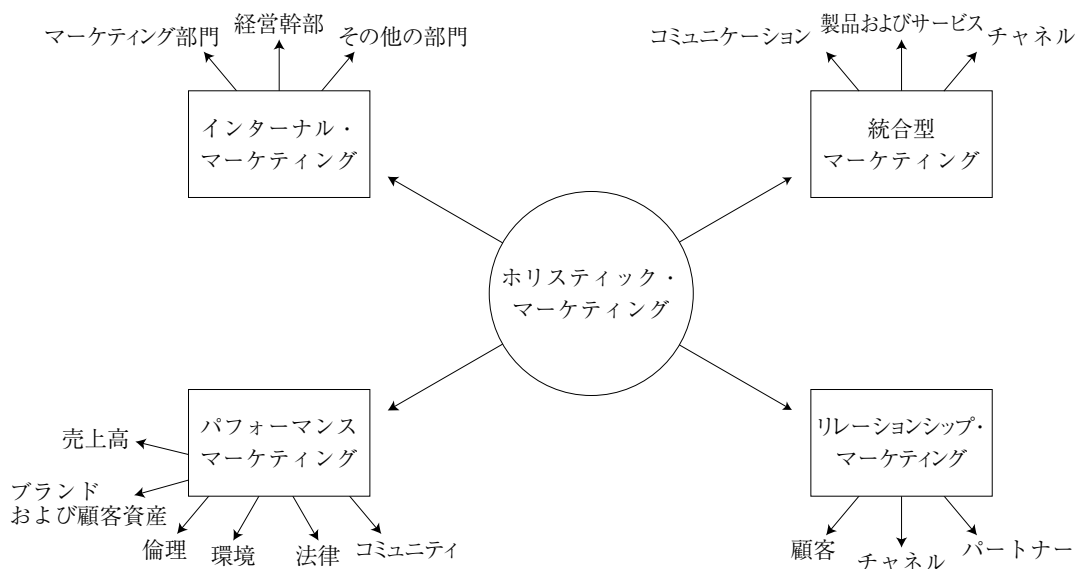 マーケティング部門
経営幹部
その他の部門
インターナル・
マーケティング
コミュニケーション
製品およびサービス
チャネル
統合型
マーケティング
ホリスティック・
マーケティング
パフォーマンス
マーケティング
売上高
ブランド
および顧客資産
倫理
環境
法律
コミュニティ
リレーションシップ・
マーケティング
顧客
チャネル
パートナー